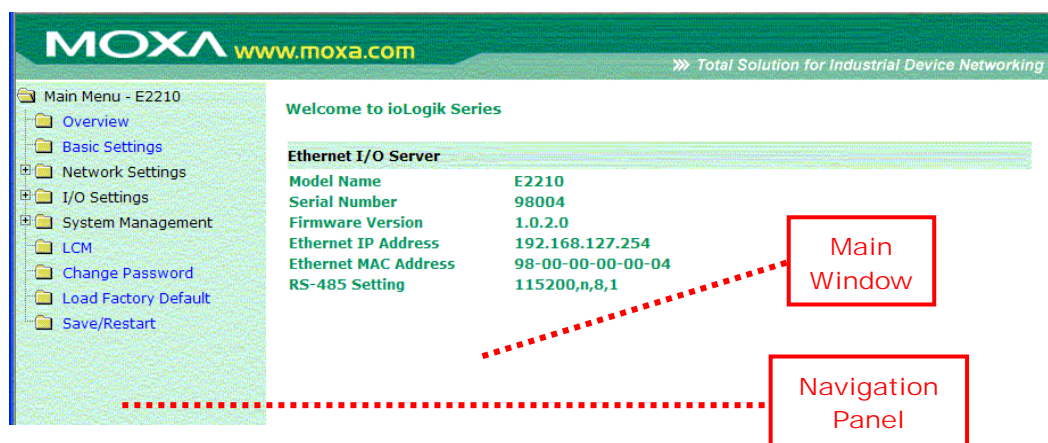 MOXA www.moxa.com
Total Solution for Industrial Device Networking
Main Menu - E2210
Overview
Basic Settings
Network Settings
I/O Settings
System Management
LCM
Change Password
Load Factory Default
Save/Restart
Welcome to ioLogik Series
Ethernet I/O Server
Model Name E2210
Serial Number 98004
Firmware Version 1.0.2.0
Ethernet IP Address 192.168.127.254
Ethernet MAC Address 98-00-00-00-00-04
RS-485 Setting 115200,n,8,1
Main
Window
Navigation
Panel